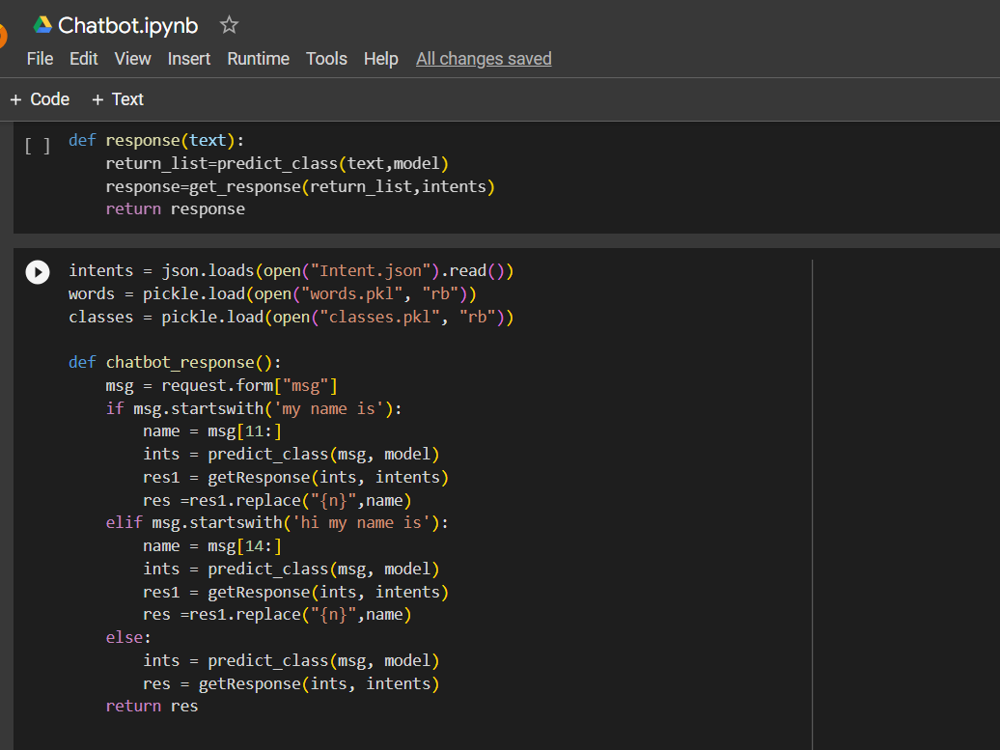 Chatbot.ipynb
File Edit View Insert Runtime Tools Help All changes saved
+ Code + Text
[ ] def response(text):
    return_list=predict_class(text,model)
    response=get_response(return_list,intents)
    return response
intents = json.loads(open("Intent.json").read())
words = pickle.load(open("words.pkl", "rb"))
classes = pickle.load(open("classes.pkl", "rb"))
def chatbot_response():
    msg = request.form["msg"]
    if msg.startswith('my name is'):
        name = msg[11:]
        ints = predict_class(msg, model)
        res1 = getResponse(ints, intents)
        res =res1.replace("{n}",name)
    elif msg.startswith('hi my name is'):
        name = msg[14:]
        ints = predict_class(msg, model)
        res1 = getResponse(ints, intents)
        res =res1.replace("{n}",name)
    else:
        ints = predict_class(msg, model)
        res = getResponse(ints, intents)
    return res